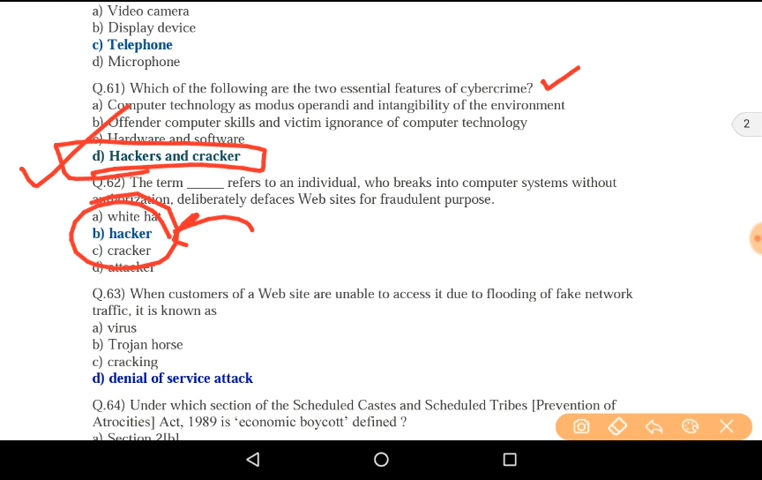 a) Video camera
b) Display device
c) Telephone
d) Microphone
Q.61) Which of the following are the two essential features of cybercrime?
a) Computer technology as modus operandi and intangibility of the environment
b) Offender computer skills and victim ignorance of computer technology
c) Hardware and software
d) Hackers and cracker
Q.62) The term _____ refers to an individual, who breaks into computer systems without
authorization, deliberately defaces Web sites for fraudulent purpose.
a) white hat
b) hacker
c) cracker
d) attacker
Q.63) When customers of a Web site are unable to access it due to flooding of fake network
traffic, it is known as
a) virus
b) Trojan horse
c) cracking
d) denial of service attack
Q.64) Under which section of the Scheduled Castes and Scheduled Tribes [Prevention of
Atrocities] Act, 1989 is ‘economic boycott’ defined ?
a) Section 2[b]
2